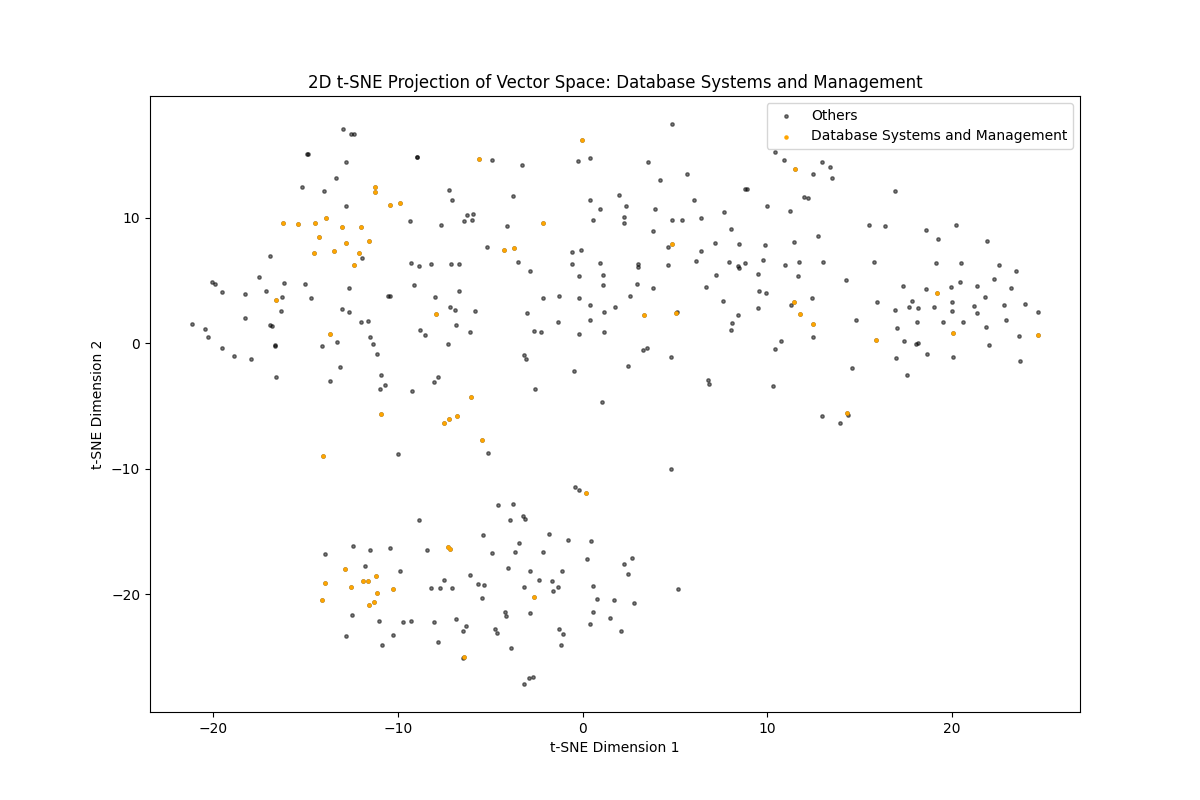 2D t-SNE Projection of Vector Space: Database Systems and Management
Others
Database Systems and Management
10
0
−10
−20
t-SNE Dimension 2
−20
−10
0
10
20
t-SNE Dimension 1